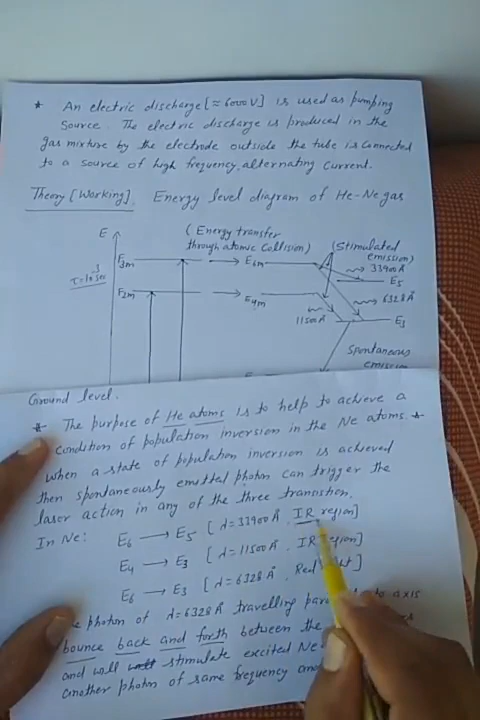 * An electric discharge [≈ 6000 V] is used as pumping
source. The electric discharge is produced in the
gas mixture by the electrode outside the tube is connected
to a source of high frequency, alternating current.
Theory [Working]. Energy level diagram of He-Ne gas
E
(Energy transfer
through atomic Collision)
(Stimulated
emission)
F3m
E6m
33900 Å
E5
F2m
E4m
6328 Å
11500 Å
E3
Spontaneous
Ground level.
* The purpose of He atoms is to help to achieve a
condition of population inversion in the Ne atoms. *
When a state of population inversion is achieved
then spontaneously emitted photon can trigger the
laser action in any of the three transition.
In Ne:
E6 → E5 [λ = 33900 Å, IR region]
E4 → E3 [λ = 11500 Å, IR region]
E6 → E3 [λ = 6328 Å, Red
photon of λ = 6328 Å travelling to axis
bounce back and forth between the
and will stimulate excited Ne
another photon of same frequency